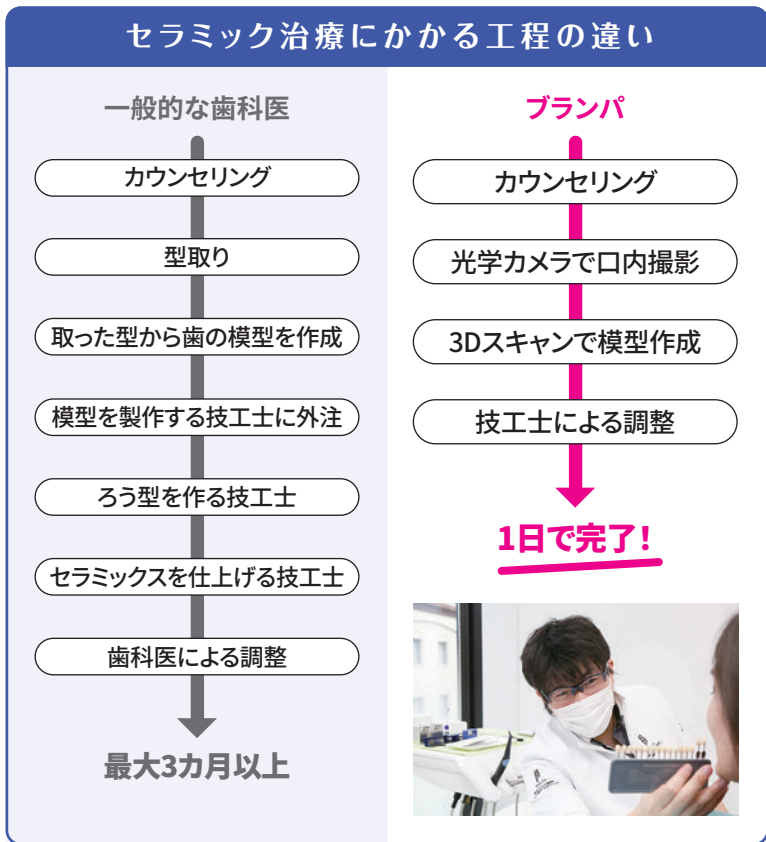 セラミック治療にかかる工程の違い
一般的な歯科医
カウンセリング
型取り
取った型から歯の模型を作成
模型を製作する技工士に外注
ろう型を作る技工士
セラミックスを仕上げる技工士
歯科医による調整
最大3カ月以上
ブランパ
カウンセリング
光学カメラで口内撮影
3Dスキャンで模型作成
技工士による調整
1日で完了!